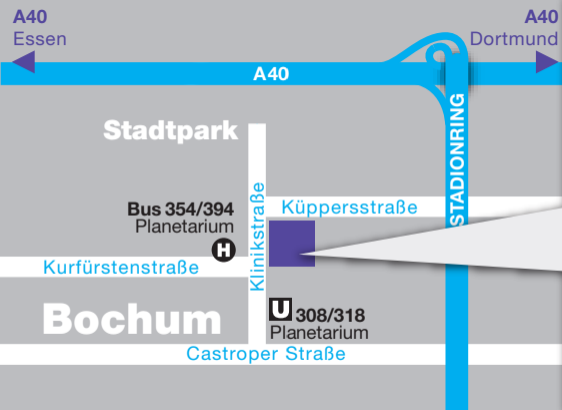 A40
Essen
A40
Dortmund
A40
STADIONRING
Stadtpark
Küppersstraße
Bus 354/394
Planetarium
H
Klinikstraße
Kurfürstenstraße
Bochum
U 308/318
Planetarium
Castroper Straße